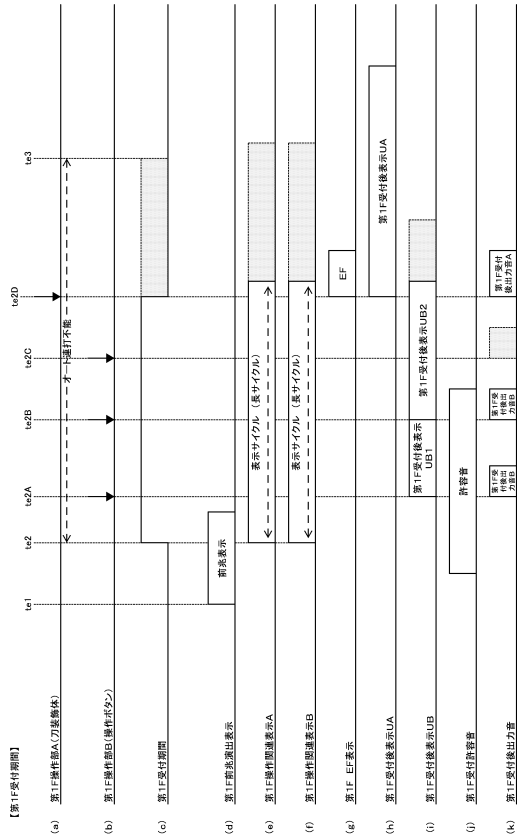 【第1F受付期間】
te1
te2
te2A
te2B
te2C
te2D
te3
(a) 第1F操作部A(刀装飾体)
オート連打不能
(b) 第1F操作部B(操作ボタン)
(c) 第1F受付期間
(d) 第1F前兆演出表示
前兆表示
(e) 第1F操作関連表示A
表示サイクル(長サイクル)
(f) 第1F操作関連表示B
表示サイクル(長サイクル)
(g) 第1F EF表示
EF
(h) 第1F受付後表示UA
第1F受付後表示UA
(i) 第1F受付後表示UB
第1F受付後表示
UB1
第1F受付後表示UB2
(j) 第1F受付許容音
許容音
(k) 第1F受付後出力音
第1F受
付後出
力音B
第1F受
付後出
力音B
第1F受付
後出力音A